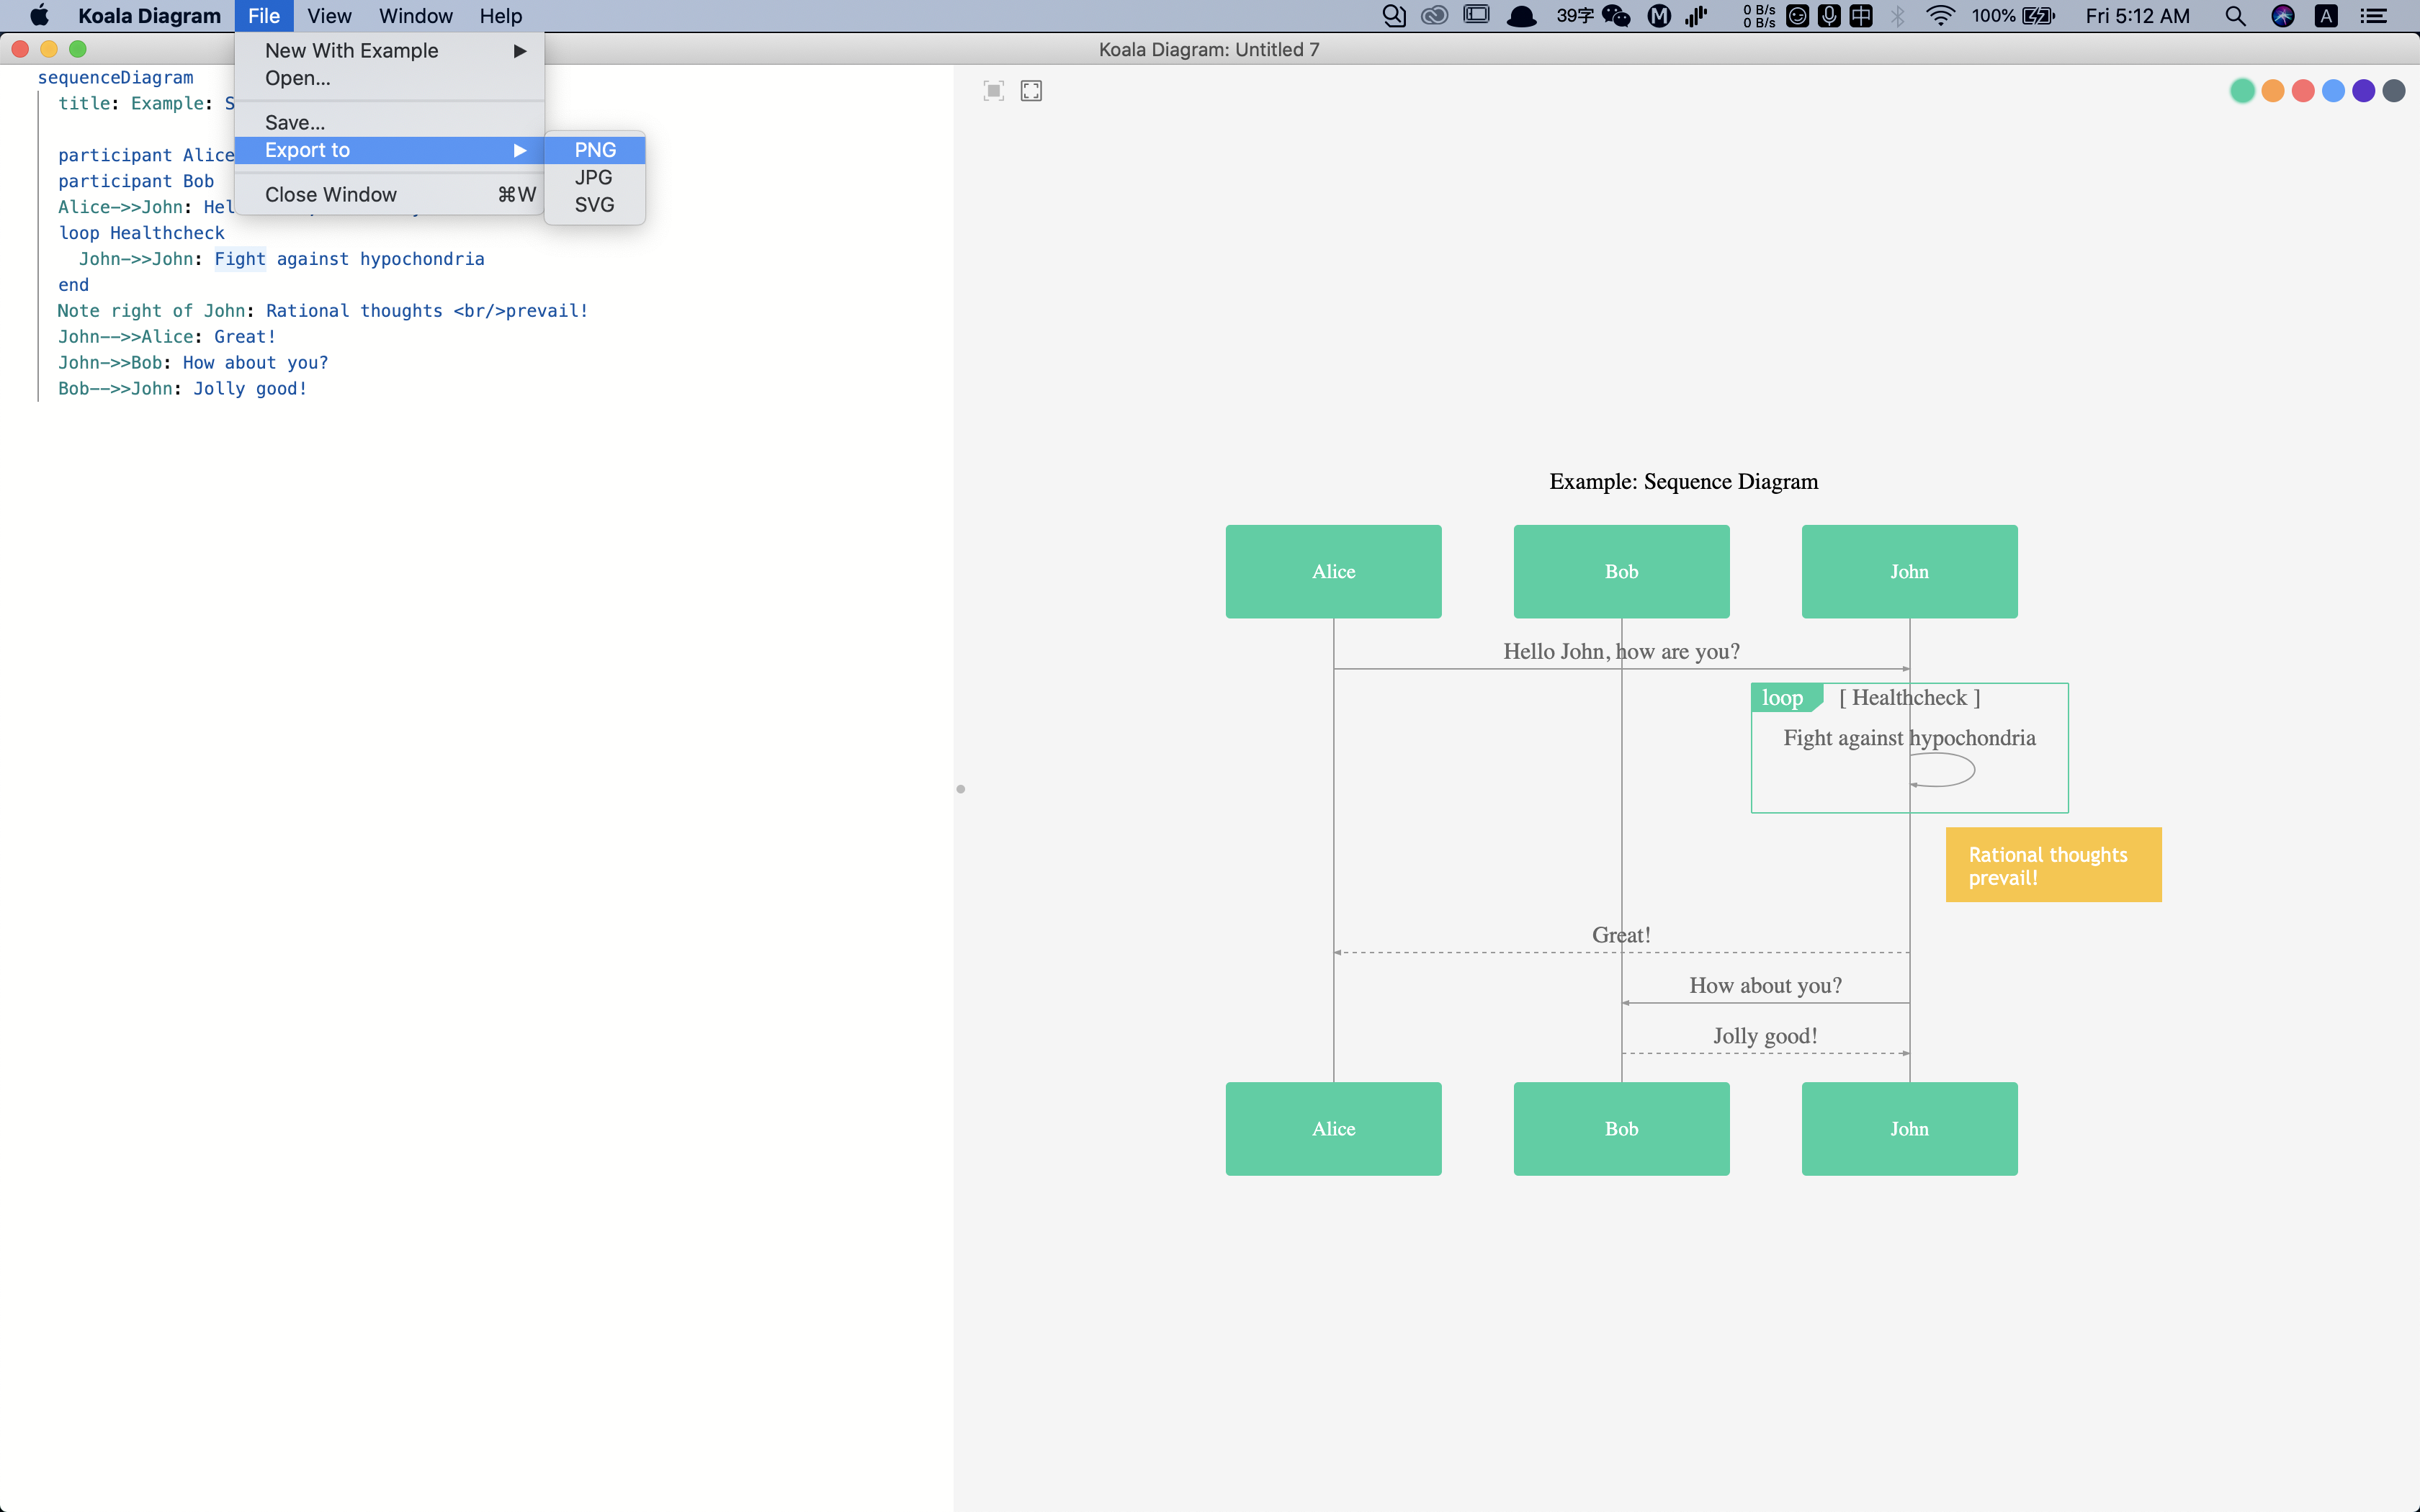 Koala Diagram File View Window Help
39字 0 B/s 0 B/s 中 100% Fri 5:12 AM A
Koala Diagram: Untitled 7
New With Example
Open...
Save...
Export to
Close Window ⌘W
PNG
JPG
SVG
sequenceDiagram
title: Example: S
participant Alice
participant Bob
Alice->>John: Hel
loop Healthcheck
John->>John: Fight against hypochondria
end
Note right of John: Rational thoughts <br/>prevail!
John-->>Alice: Great!
John->>Bob: How about you?
Bob-->>John: Jolly good!
Example: Sequence Diagram
Alice Bob John
Hello John, how are you?
loop [ Healthcheck ]
Fight against hypochondria
Rational thoughts
prevail!
Great!
How about you?
Jolly good!
Alice Bob John